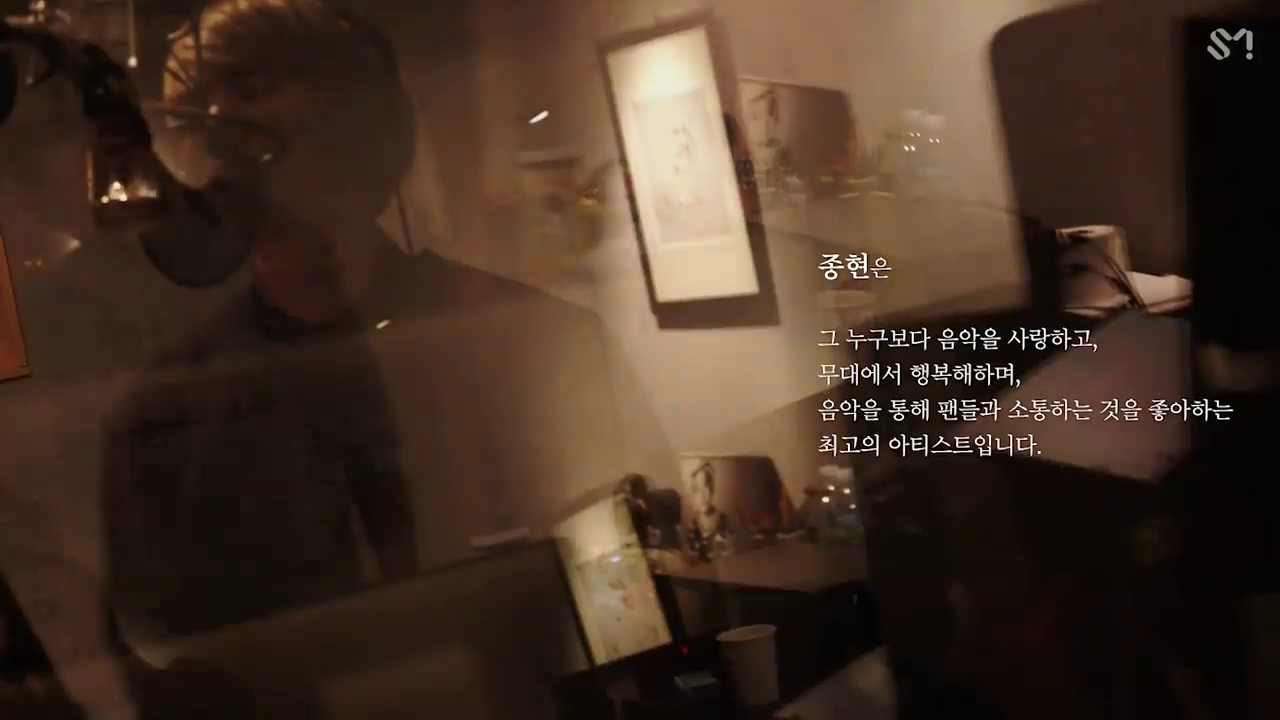 SM
종현은
그 누구보다 음악을 사랑하고,
무대에서 행복해하며,
음악을 통해 팬들과 소통하는 것을 좋아하는
최고의 아티스트입니다.